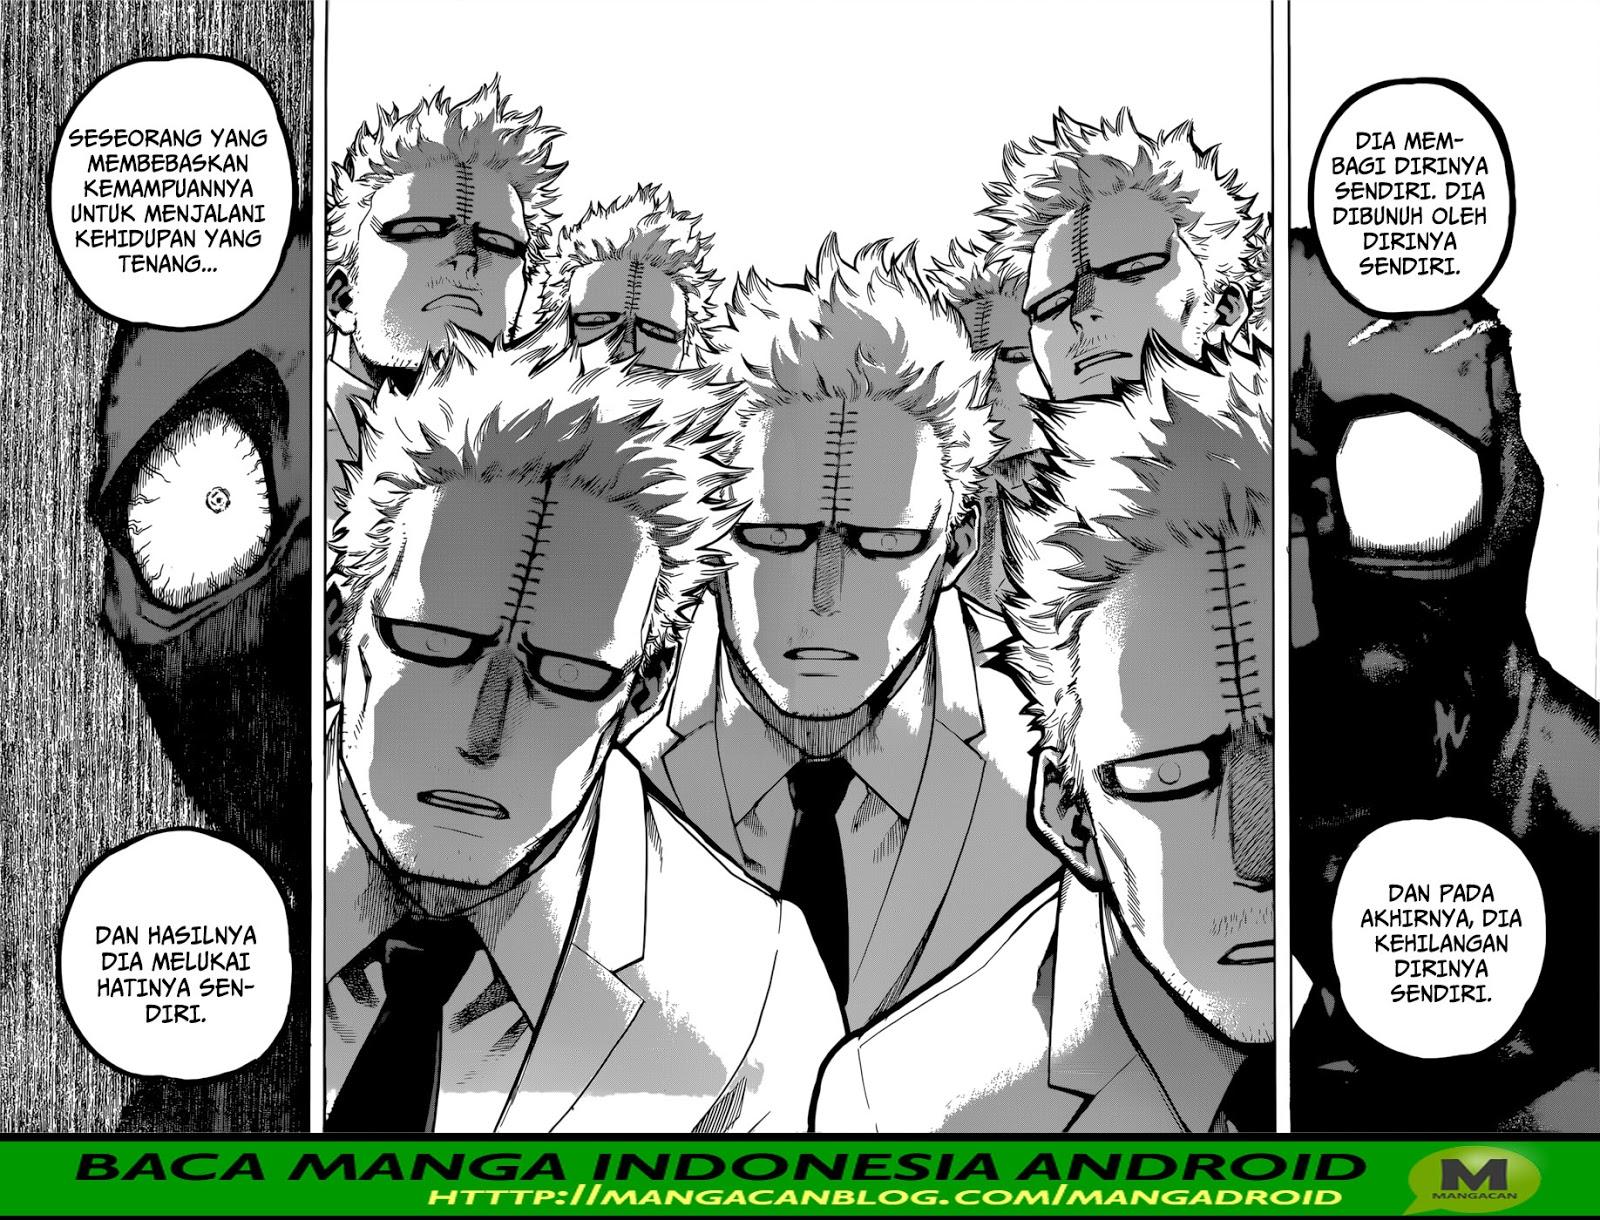 DIA MEM-
BAGI DIRINYA
SENDIRI. DIA
DIBUNUH OLEH
DIRINYA
SENDIRI.
DAN PADA
AKHIRNYA, DIA
KEHILANGAN
DIRINYA
SENDIRI.
SESEORANG YANG
MEMBEBASKAN
KEMAMPUANNYA
UNTUK MENJALANI
KEHIDUPAN YANG
TENANG...
DAN HASILNYA
DIA MELUKAI
HATINYA SEN-
DIRI.
BACA MANGA INDONESIA ANDROID
HTTTP://MANGACANBLOG.COM/MANGADROID
M
MANGACAN